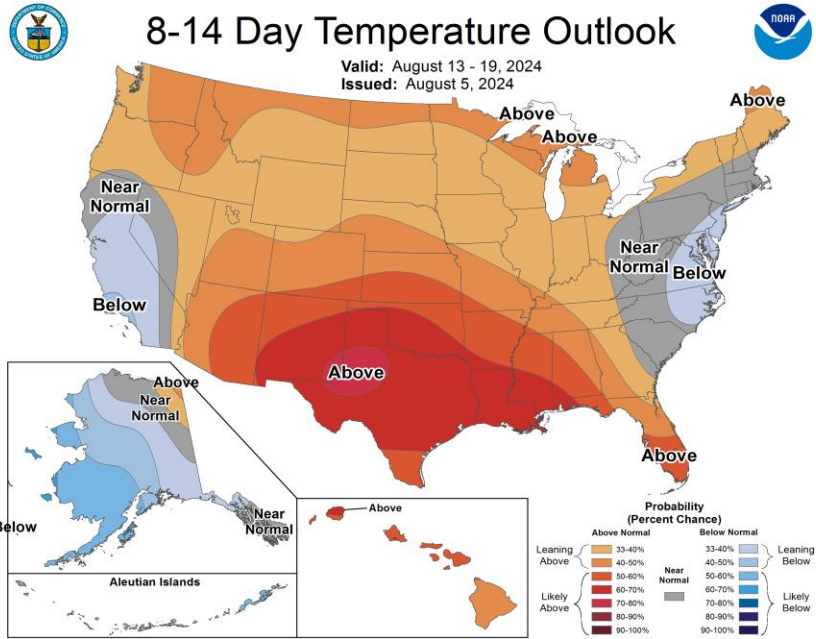 8-14 Day Temperature Outlook
Valid: August 13 - 19, 2024
Issued: August 5, 2024
NOAA
Above
Above
Above
Near
Normal
Below
Near
Normal
Below
Above
Above
Above
Near
Normal
Below
Near
Normal
Aleutian Islands
Above
Probability
(Percent Chance)
Above Normal
Below Normal
Leaning
Above
33-40%
40-50%
Likely
Above
50-60%
60-70%
70-80%
80-90%
90-100%
Near
Normal
33-40%
40-50%
Leaning
Below
50-60%
60-70%
70-80%
80-90%
90-100%
Likely
Below